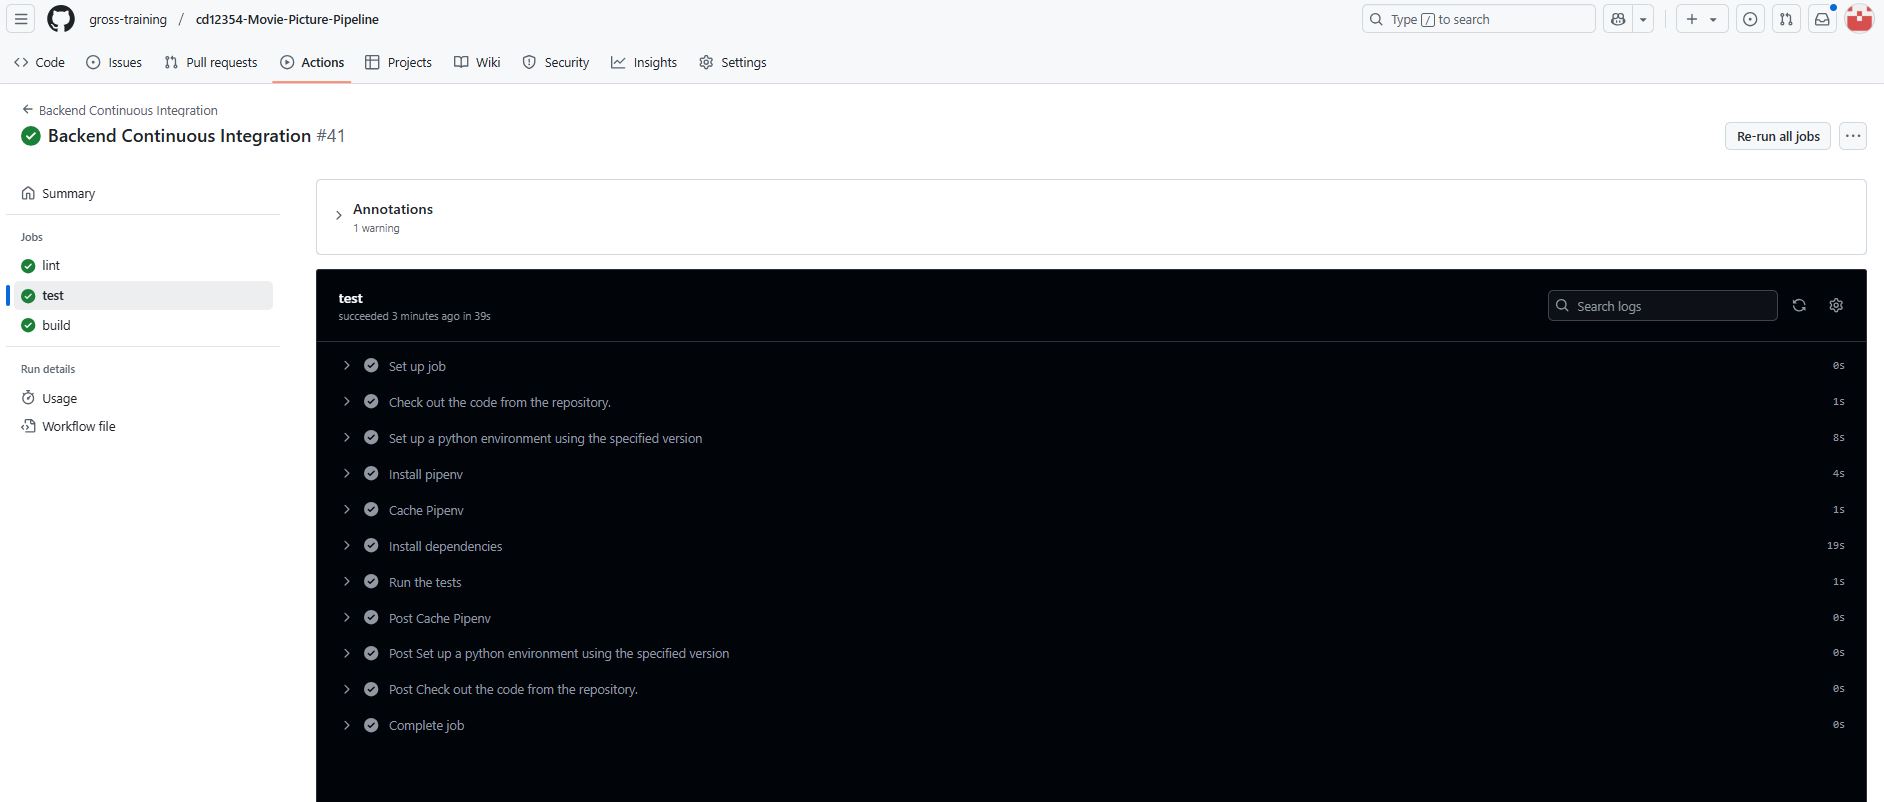 gross-training / cd12354-Movie-Picture-Pipeline
Type / to search
Code Issues Pull requests Actions Projects Wiki Security Insights Settings
Backend Continuous Integration
Backend Continuous Integration #41
Re-run all jobs
Summary
Jobs
lint
test
build
Run details
Usage
Workflow file
Annotations
1 warning
test
succeeded 3 minutes ago in 39s
Search logs
Set up job 0s
Check out the code from the repository. 1s
Set up a python environment using the specified version 8s
Install pipenv 4s
Cache Pipenv 1s
Install dependencies 19s
Run the tests 1s
Post Cache Pipenv 0s
Post Set up a python environment using the specified version 0s
Post Check out the code from the repository. 0s
Complete job 0s